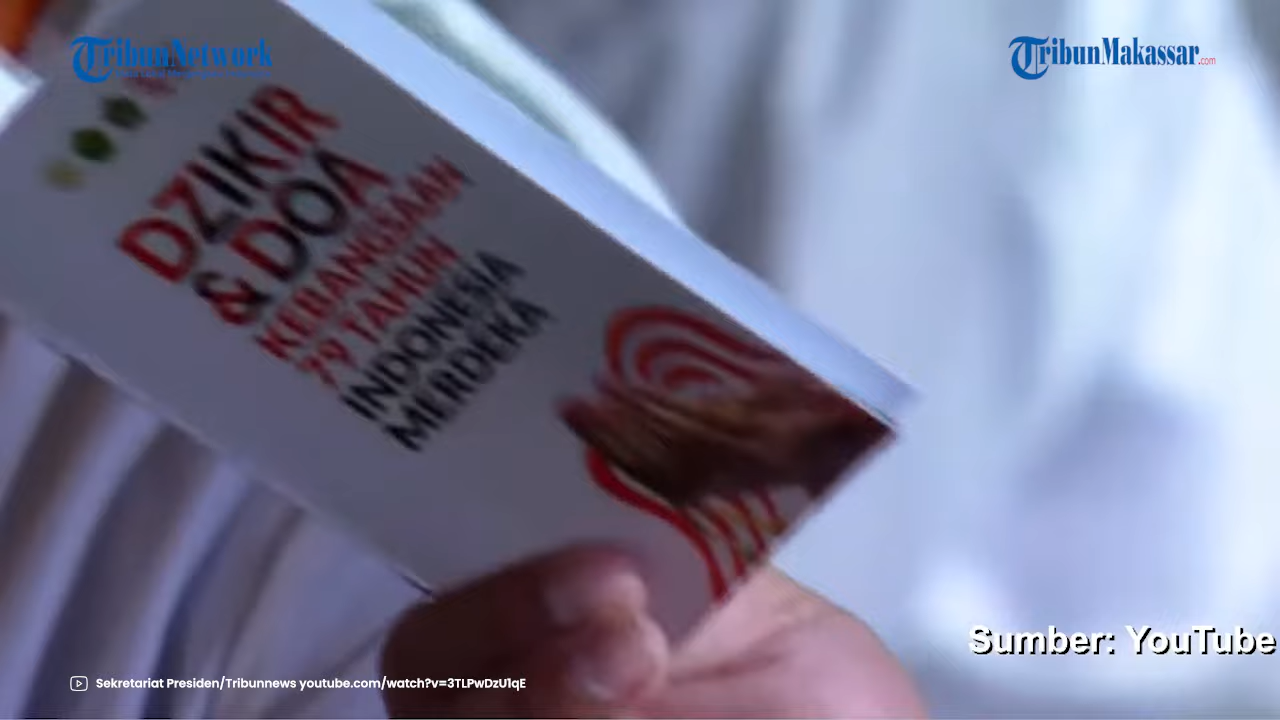 TribunNetwork
TribunMakassar.com
DZIKIR
& DOA
KEBANGSAAN
79 TAHUN
INDONESIA
MERDEKA
Sumber: YouTube
Sekretariat Presiden/Tribunnews youtube.com/watch?v=3TLPwDzU1qE